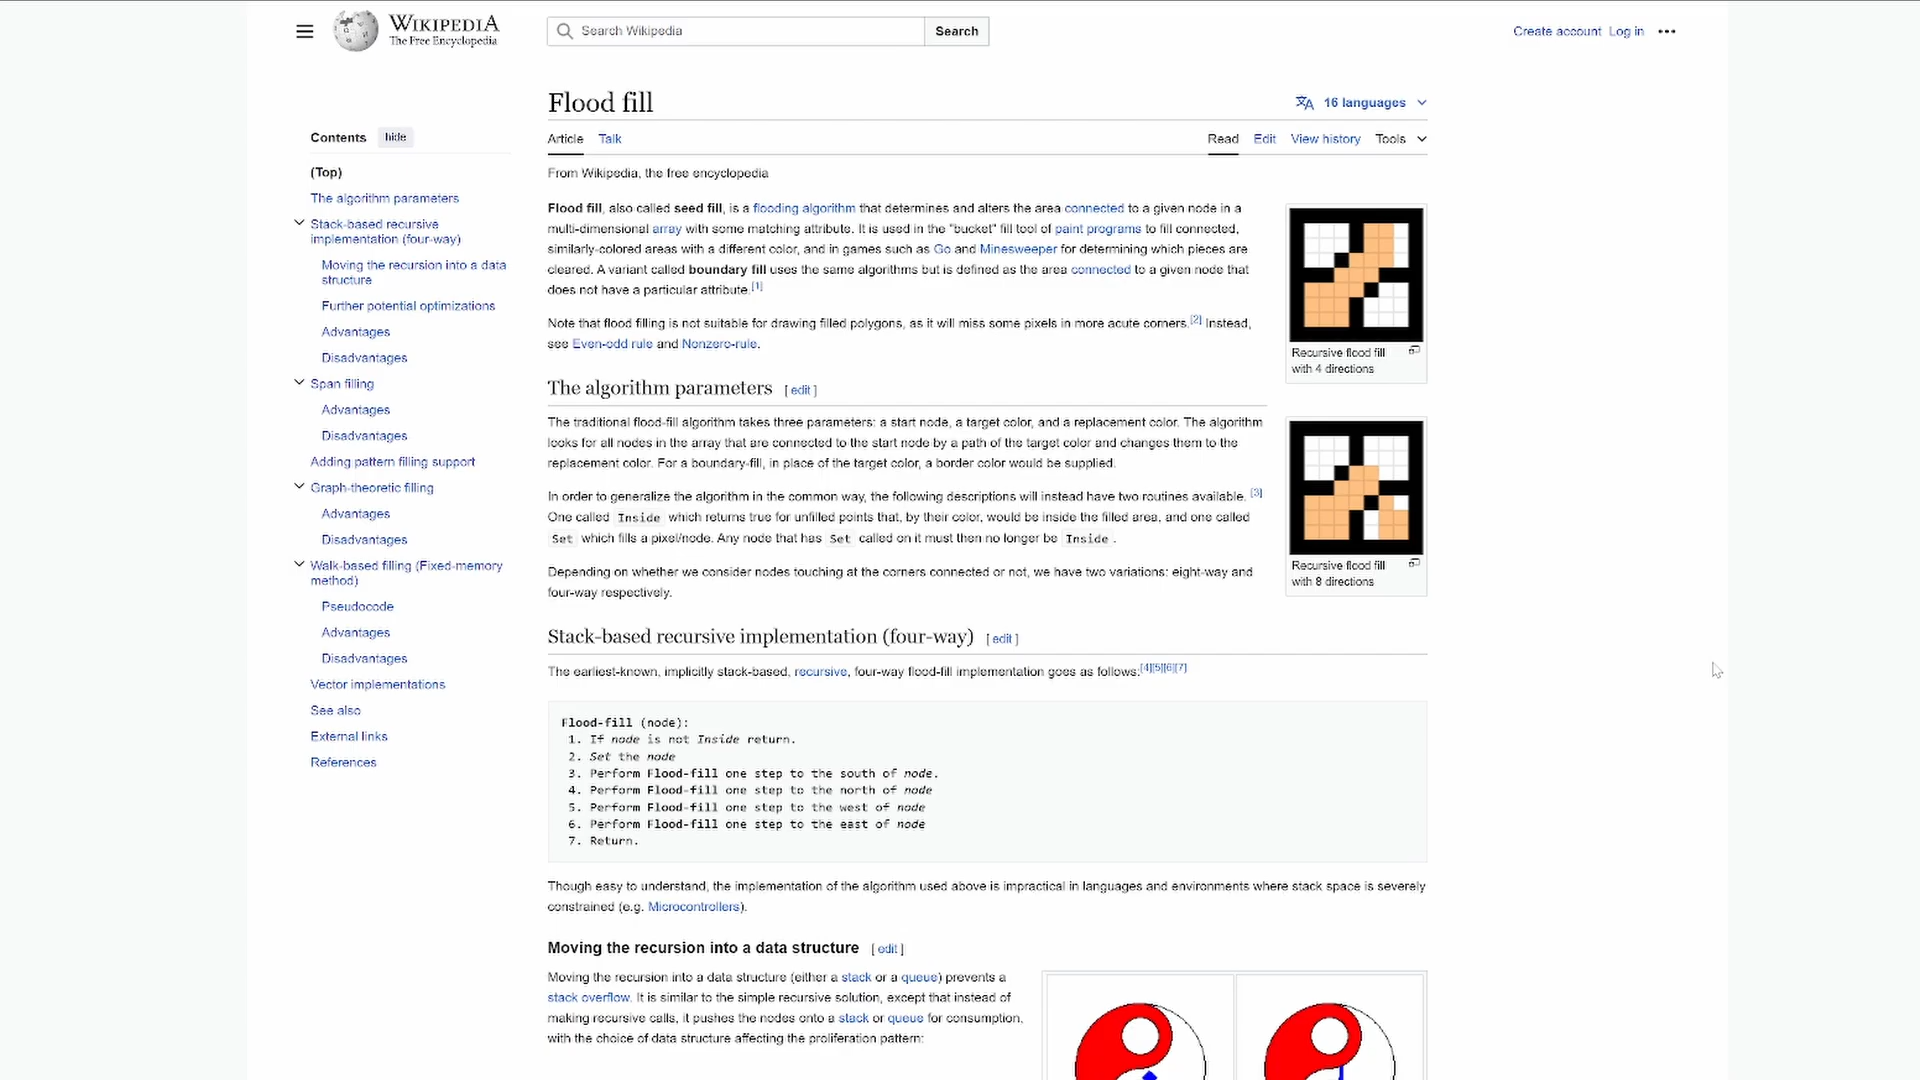 WIKIPEDIA
The Free Encyclopedia
Search Wikipedia
Search
Create account Log in
Flood fill
16 languages
Article Talk
Read Edit View history Tools
From Wikipedia, the free encyclopedia
Contents hide
(Top)
The algorithm parameters
Stack-based recursive
implementation (four-way)
Moving the recursion into a data
structure
Further potential optimizations
Advantages
Disadvantages
Span filling
Advantages
Disadvantages
Adding pattern filling support
Graph-theoretic filling
Advantages
Disadvantages
Walk-based filling (Fixed-memory
method)
Pseudocode
Advantages
Disadvantages
Vector implementations
See also
External links
References
Flood fill, also called seed fill, is a flooding algorithm that determines and alters the area connected to a given node in a
multi-dimensional array with some matching attribute. It is used in the "bucket" fill tool of paint programs to fill connected,
similarly-colored areas with a different color, and in games such as Go and Minesweeper for determining which pieces are
cleared. A variant called boundary fill uses the same algorithms but is defined as the area connected to a given node that
does not have a particular attribute.[1]
Note that flood filling is not suitable for drawing filled polygons, as it will miss some pixels in more acute corners.[2] Instead,
see Even-odd rule and Nonzero-rule.
Recursive flood fill
with 4 directions
The algorithm parameters [ edit ]
The traditional flood-fill algorithm takes three parameters: a start node, a target color, and a replacement color. The algorithm
looks for all nodes in the array that are connected to the start node by a path of the target color and changes them to the
replacement color. For a boundary-fill, in place of the target color, a border color would be supplied.
In order to generalize the algorithm in the common way, the following descriptions will instead have two routines available. [3]
One called Inside which returns true for unfilled points that, by their color, would be inside the filled area, and one called
Set which fills a pixel/node. Any node that has Set called on it must then no longer be Inside .
Depending on whether we consider nodes touching at the corners connected or not, we have two variations: eight-way and
four-way respectively.
Recursive flood fill
with 8 directions
Stack-based recursive implementation (four-way) [ edit ]
The earliest-known, implicitly stack-based, recursive, four-way flood-fill implementation goes as follows:[4][5][6][7]
Flood-fill (node):
1. If node is not Inside return.
2. Set the node
3. Perform Flood-fill one step to the south of node.
4. Perform Flood-fill one step to the north of node
5. Perform Flood-fill one step to the west of node
6. Perform Flood-fill one step to the east of node
7. Return.
Though easy to understand, the implementation of the algorithm used above is impractical in languages and environments where stack space is severely
constrained (e.g. Microcontrollers).
Moving the recursion into a data structure [ edit ]
Moving the recursion into a data structure (either a stack or a queue) prevents a
stack overflow. It is similar to the simple recursive solution, except that instead of
making recursive calls, it pushes the nodes onto a stack or queue for consumption,
with the choice of data structure affecting the proliferation pattern: